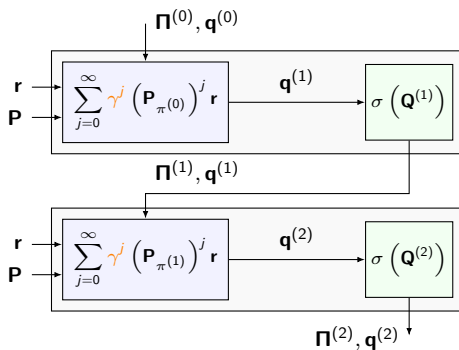 Π⁽⁰⁾, q⁽⁰⁾
r
P
∑_{j=0}^{∞} γ^j (P_{π⁽⁰⁾})^j r
q⁽¹⁾
σ (Q⁽¹⁾)
Π⁽¹⁾, q⁽¹⁾
r
P
∑_{j=0}^{∞} γ^j (P_{π⁽¹⁾})^j r
q⁽²⁾
σ (Q⁽²⁾)
Π⁽²⁾, q⁽²⁾